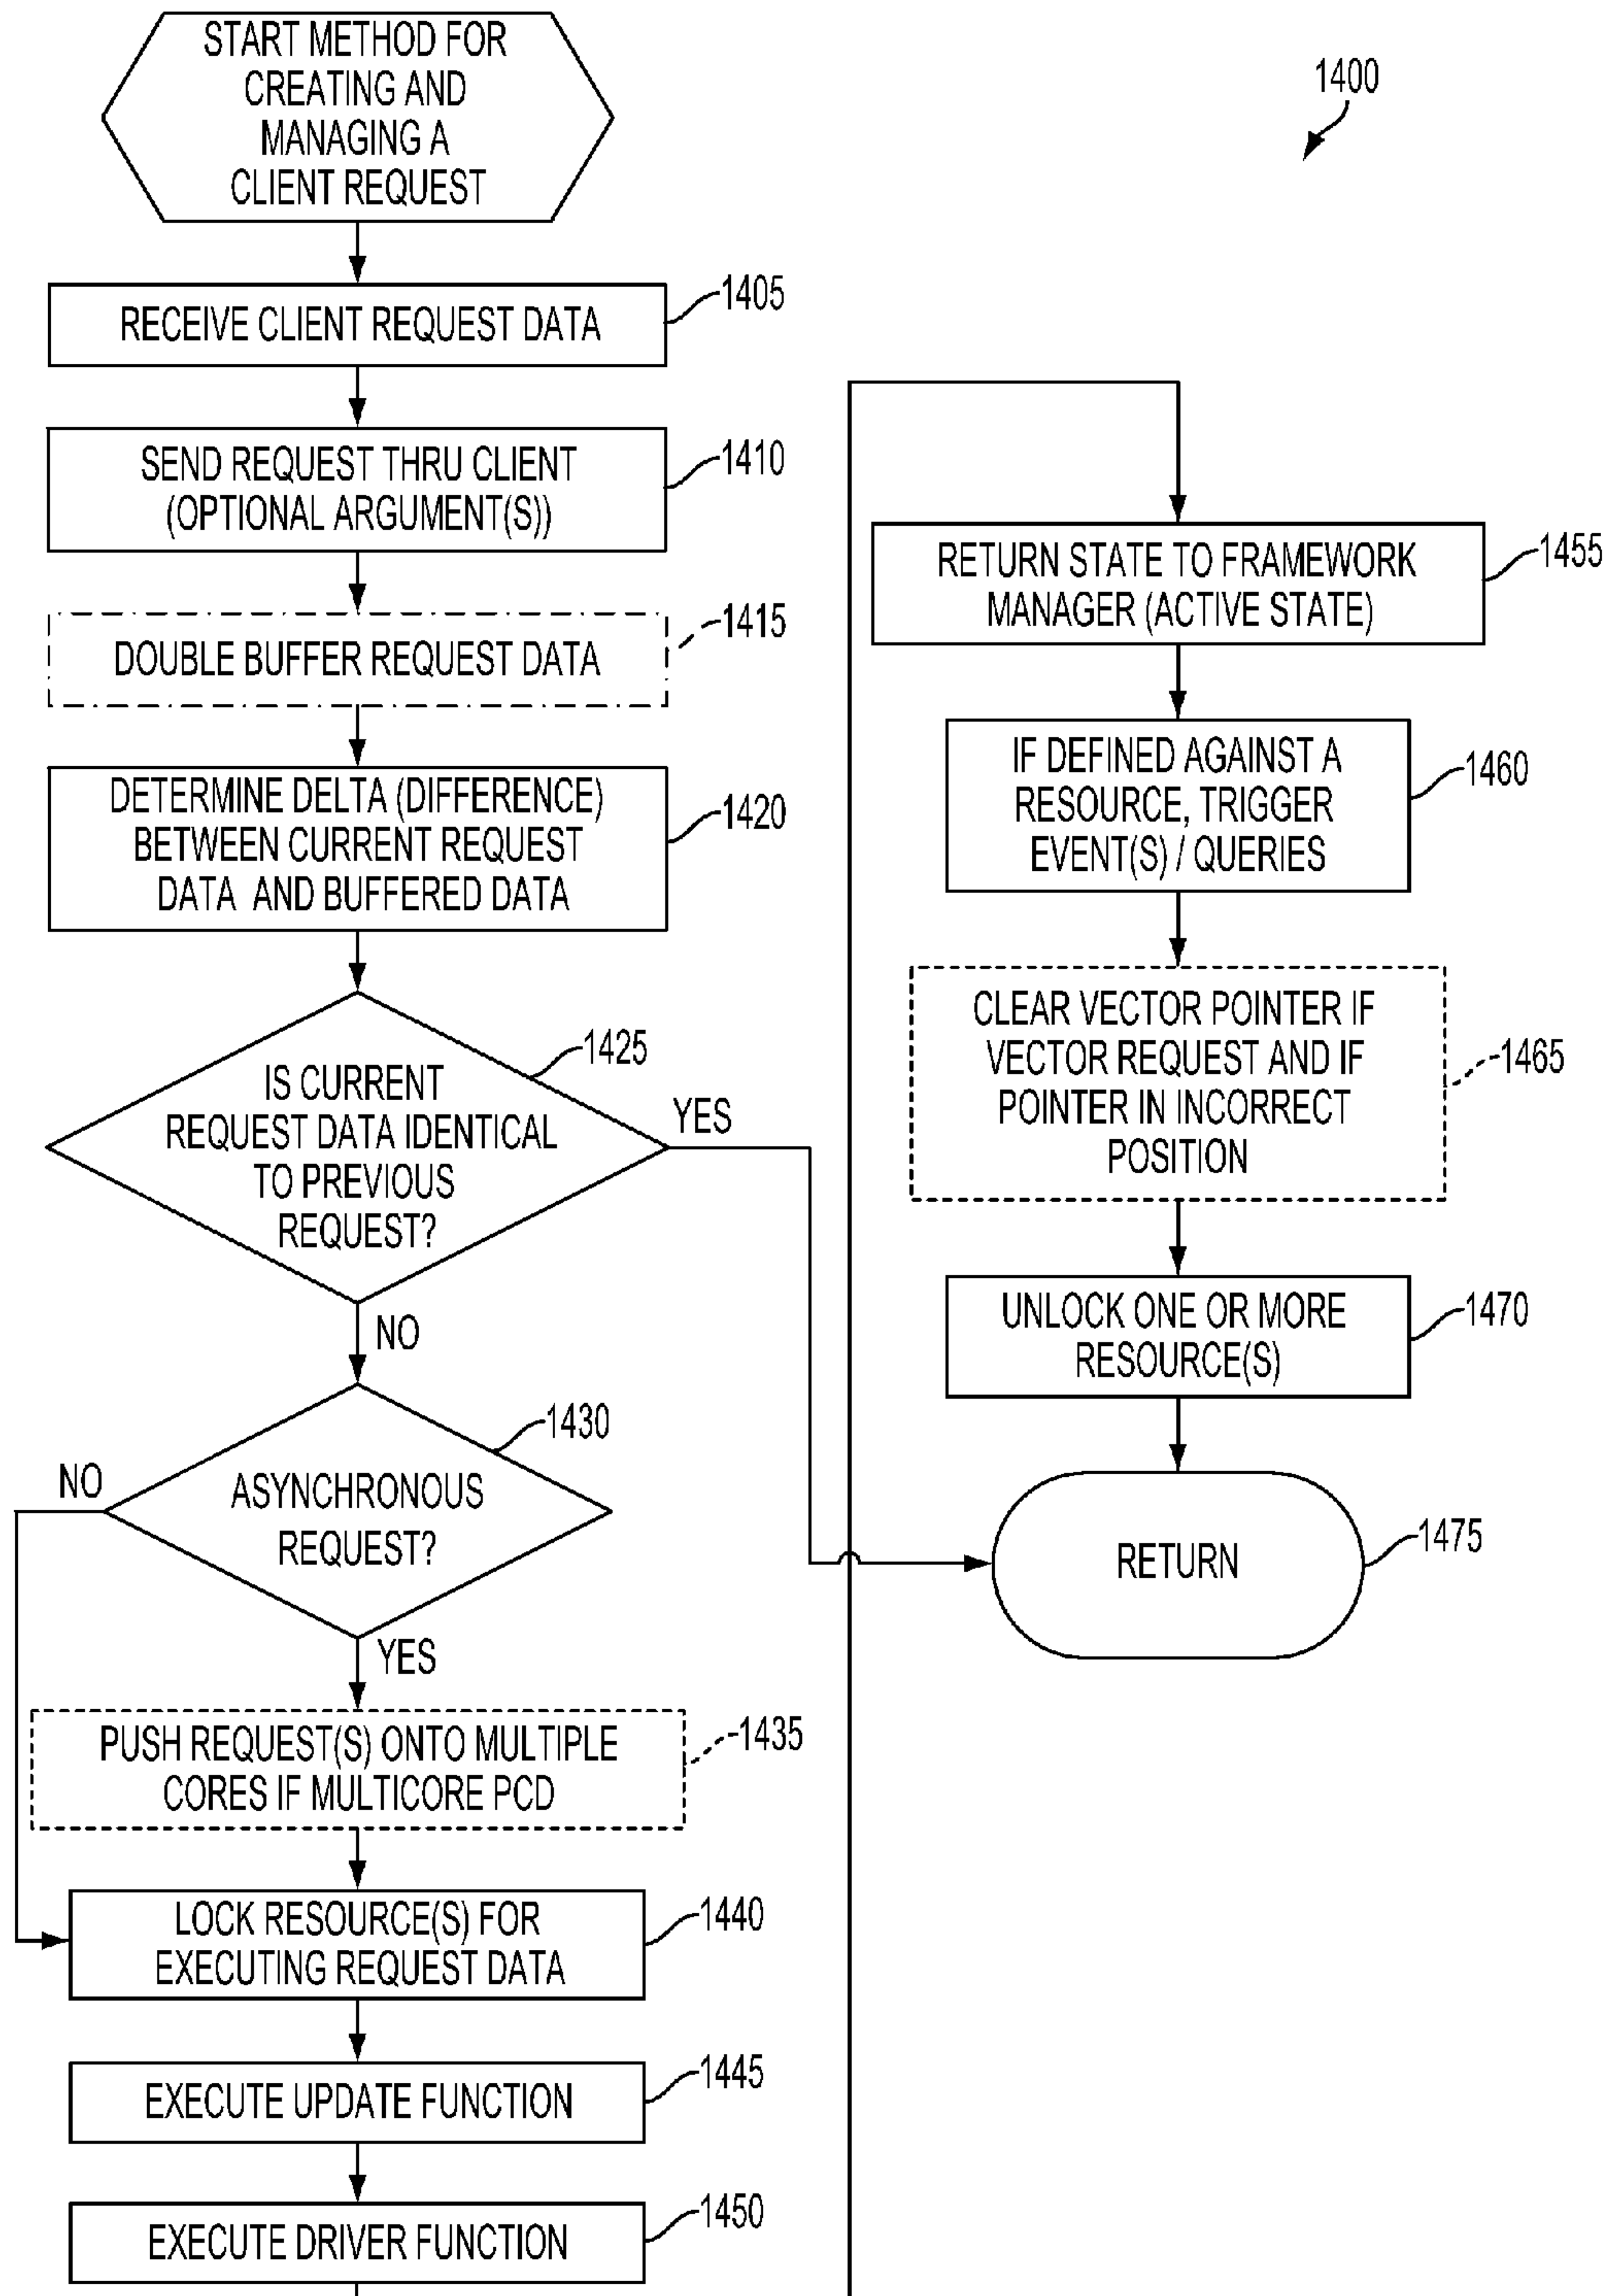 START METHOD FOR
CREATING AND
MANAGING A
CLIENT REQUEST
1400
RECEIVE CLIENT REQUEST DATA
1405
SEND REQUEST THRU CLIENT
(OPTIONAL ARGUMENT(S))
1410
DOUBLE BUFFER REQUEST DATA
1415
DETERMINE DELTA (DIFFERENCE)
BETWEEN CURRENT REQUEST
DATA AND BUFFERED DATA
1420
IS CURRENT
REQUEST DATA IDENTICAL
TO PREVIOUS
REQUEST?
1425
YES
NO
ASYNCHRONOUS
REQUEST?
1430
NO
YES
PUSH REQUEST(S) ONTO MULTIPLE
CORES IF MULTICORE PCD
1435
LOCK RESOURCE(S) FOR
EXECUTING REQUEST DATA
1440
EXECUTE UPDATE FUNCTION
1445
EXECUTE DRIVER FUNCTION
1450
RETURN STATE TO FRAMEWORK
MANAGER (ACTIVE STATE)
1455
IF DEFINED AGAINST A
RESOURCE, TRIGGER
EVENT(S) / QUERIES
1460
CLEAR VECTOR POINTER IF
VECTOR REQUEST AND IF
POINTER IN INCORRECT
POSITION
1465
UNLOCK ONE OR MORE
RESOURCE(S)
1470
RETURN
1475